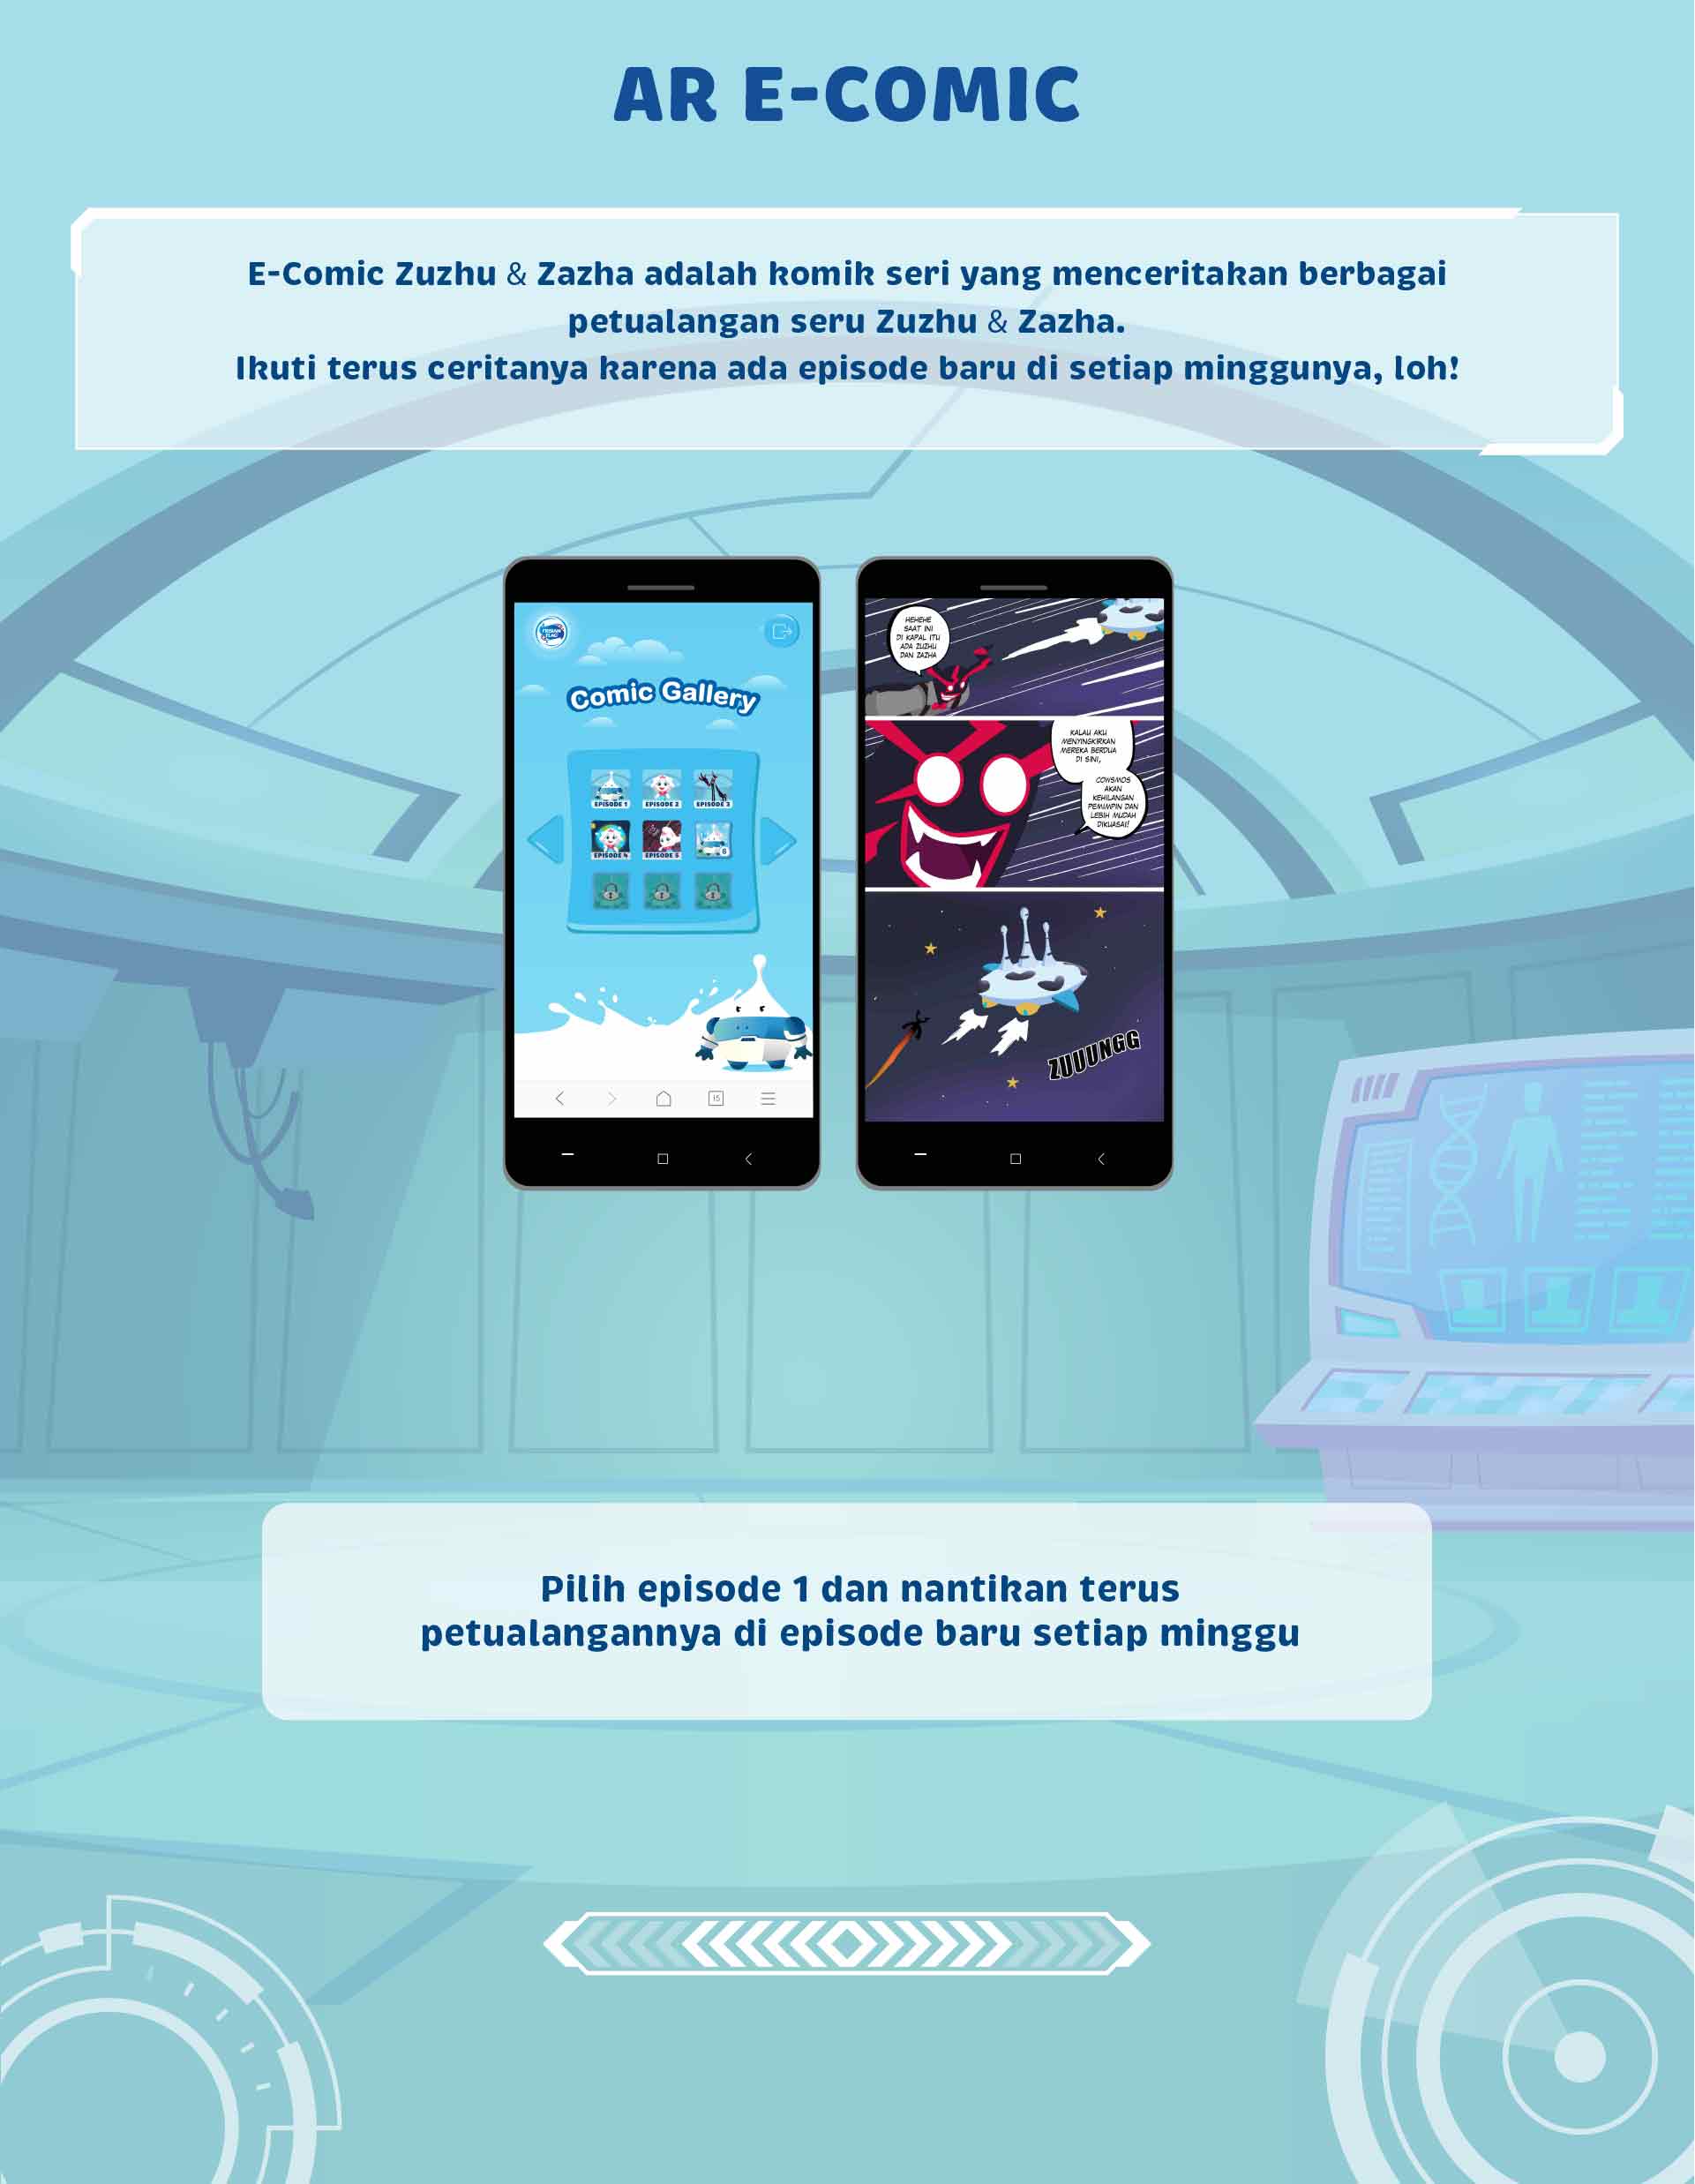 AR E-COMIC
E-Comic Zuzhu & Zazha adalah komik seri yang menceritakan berbagai
petualangan seru Zuzhu & Zazha.
Ikuti terus ceritanya karena ada episode baru di setiap minggunya, loh!
FRISIAN
FLAG
Comic Gallery
EPISODE 1
EPISODE 2
EPISODE 3
EPISODE 4
EPISODE 5
6
15
HEHEHE
SAAT INI
DI KAPAL ITU
ADA ZUZHU
DAN ZAZHA
KALAU AKU
MENYINGKIRKAN
MEREKA BERDUA
DI SINI,
COWSMOS
AKAN
KEHILANGAN
PEMIMPIN DAN
LEBIH MUDAH
DIKUASAI!
ZUUUNGG
Pilih episode 1 dan nantikan terus
petualangannya di episode baru setiap minggu